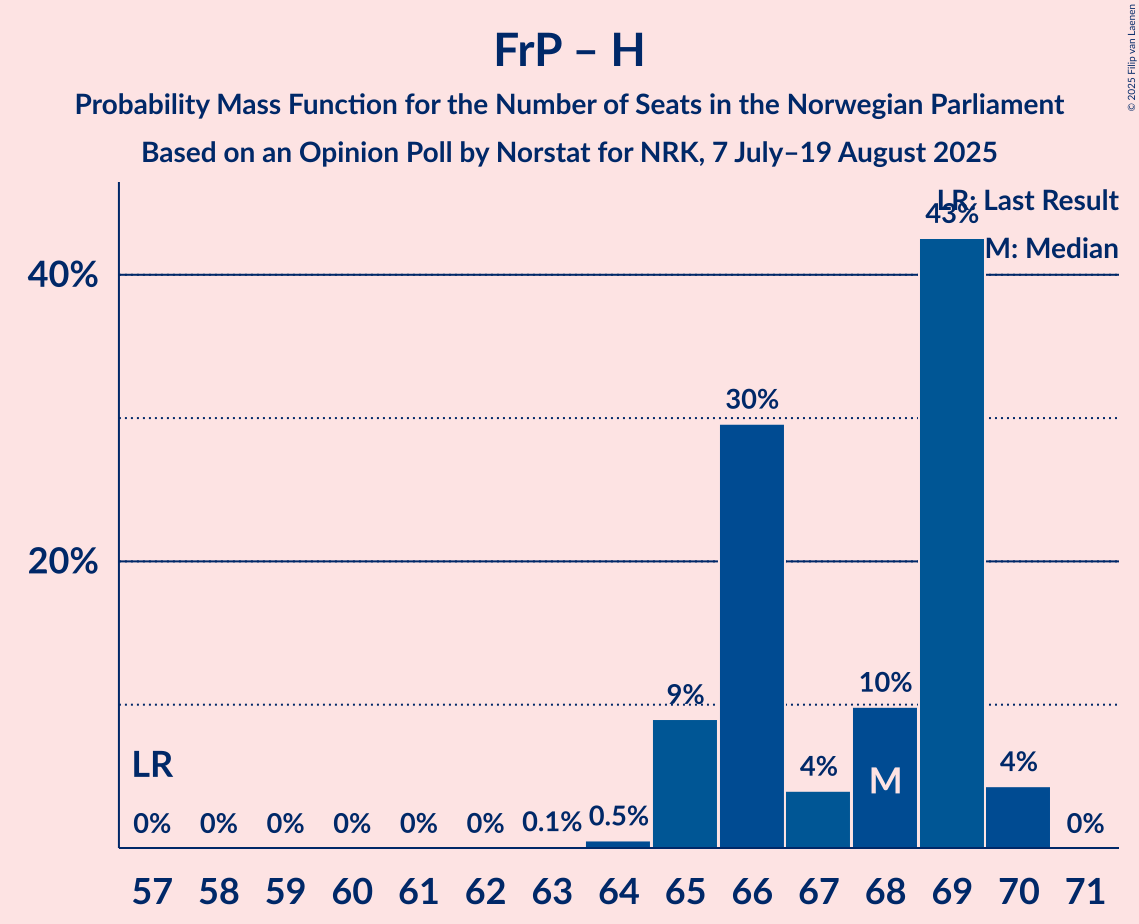 FrP – H
Probability Mass Function for the Number of Seats in the Norwegian Parliament
Based on an Opinion Poll by Norstat for NRK, 7 July–19 August 2025
© 2025 Filip van Laenen
LR: Last Result
M: Median
43%
40%
30%
20%
10%
9%
LR
4%
4%
M
0% 0% 0% 0% 0% 0% 0.1% 0.5% 0%
57 58 59 60 61 62 63 64 65 66 67 68 69 70 71